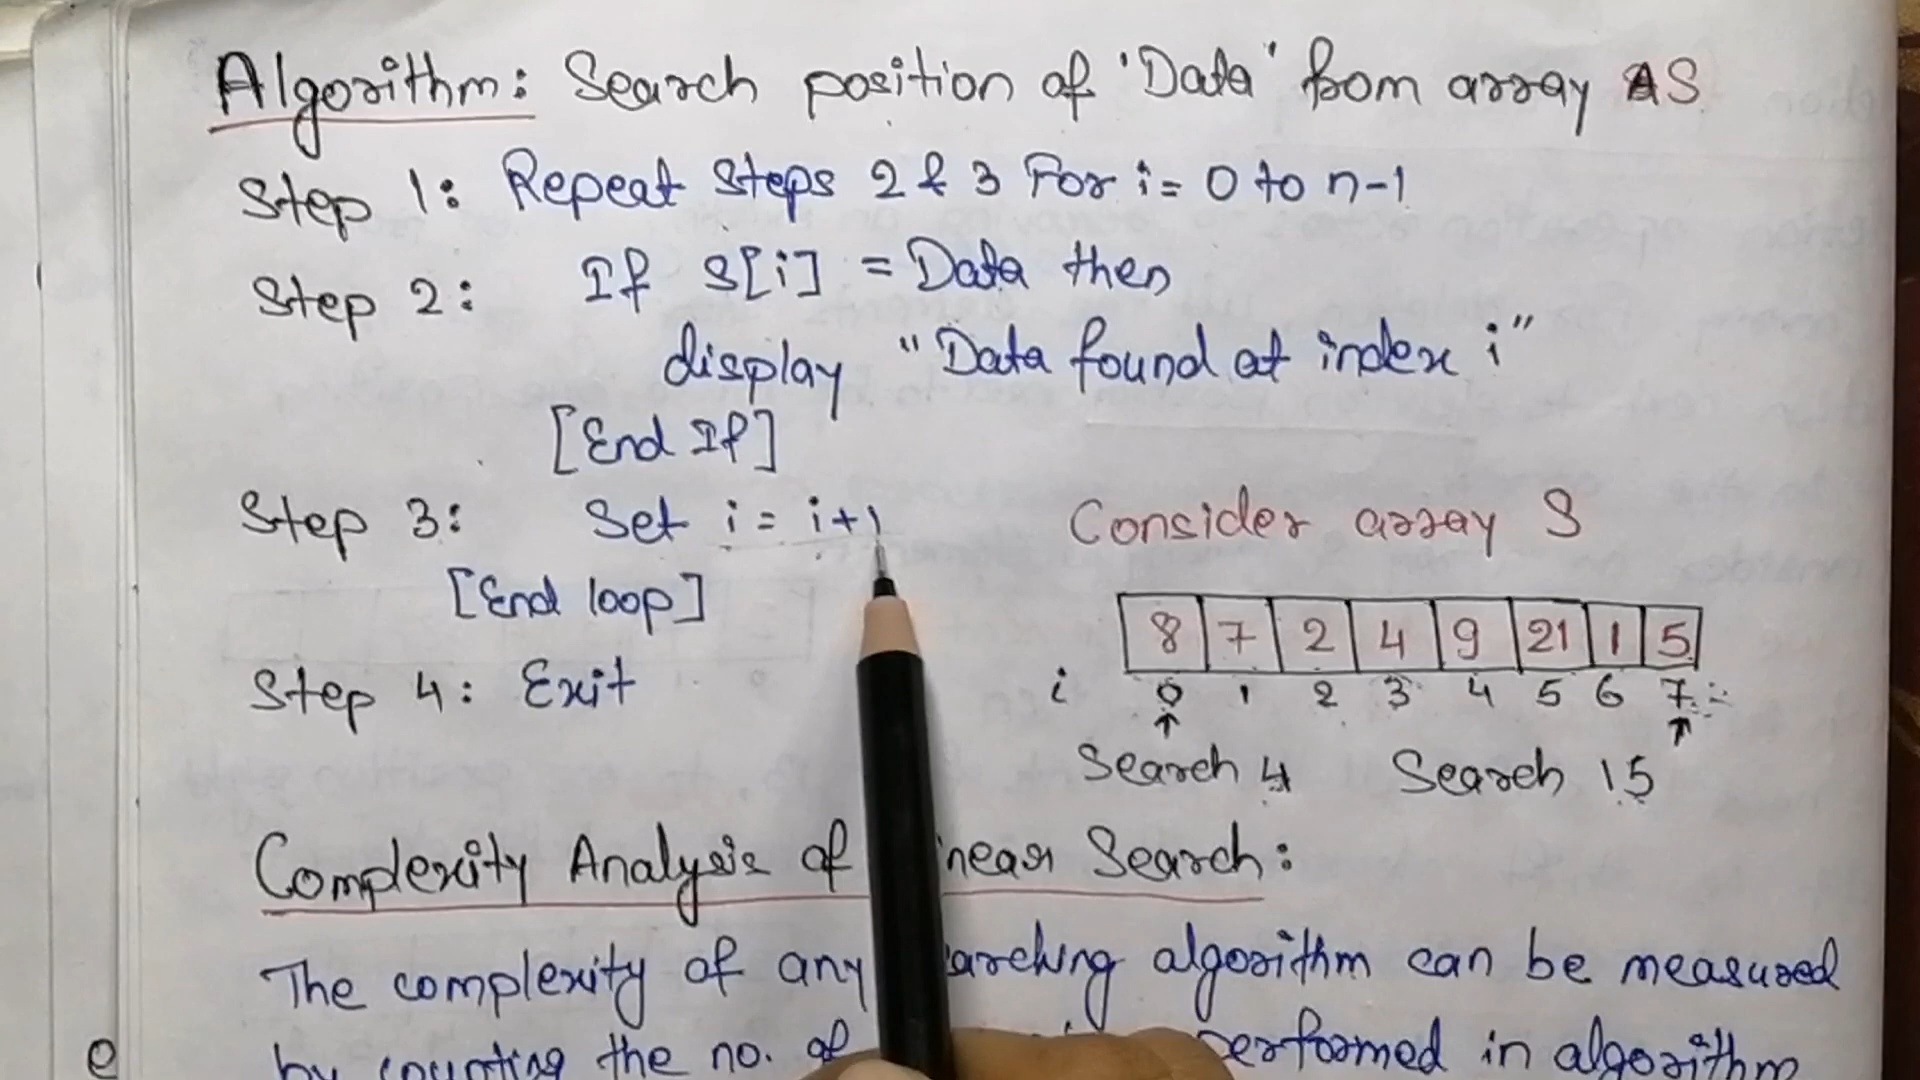 Algorithm: Search position of 'Data' from array S
Step 1: Repeat Steps 2 & 3 For i = 0 to n-1
Step 2: If S[i] = Data then
display "Data found at index i"
[End If]
Step 3: Set i = i+1
[End loop]
Step 4: Exit
Consider array S
8 7 2 4 9 21 1 5
i 0 1 2 3 4 5 6 7
Search 4 Search 15
Complexity Analysis of Search:
The complexity of any algorithm can be measured
by counting the no. of performed in algorithm
e